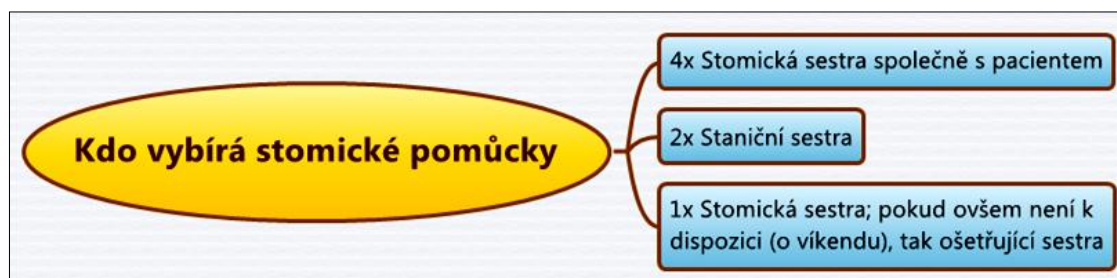 Kdo vybírá stomické pomůcky
4x Stomická sestra společně s pacientem
2x Staniční sestra
1x Stomická sestra; pokud ovšem není k
dispozici (o víkendu), tak ošetřující sestra